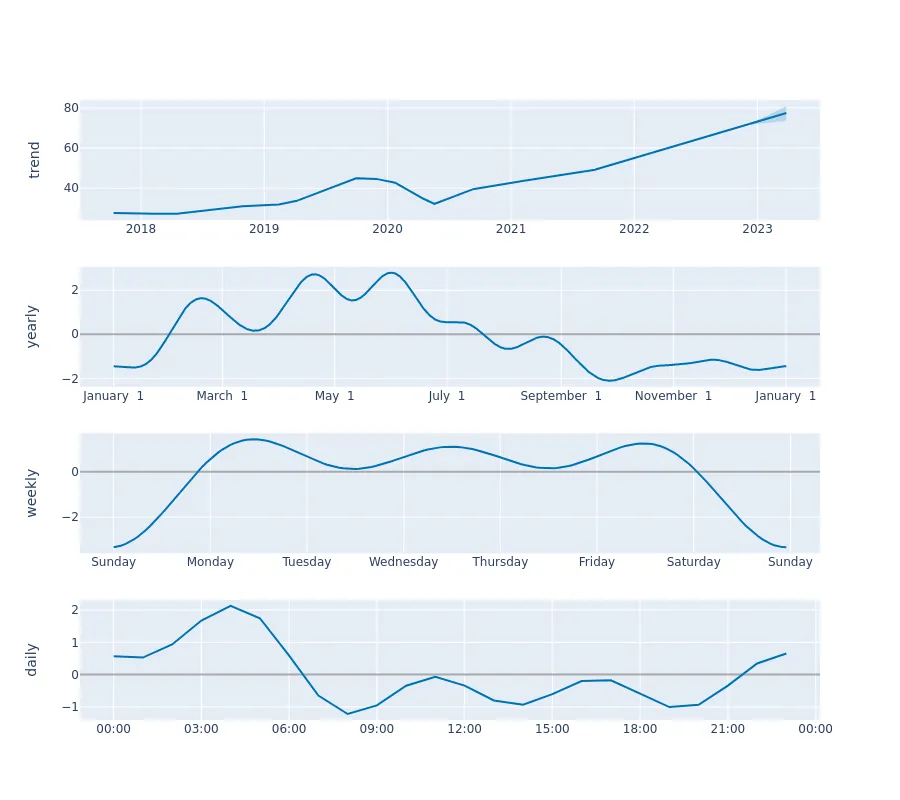 trend
80
60
40
2018 2019 2020 2021 2022 2023
yearly
2
0
−2
January 1 March 1 May 1 July 1 September 1 November 1 January 1
weekly
0
−2
Sunday Monday Tuesday Wednesday Thursday Friday Saturday Sunday
daily
2
1
0
−1
00:00 03:00 06:00 09:00 12:00 15:00 18:00 21:00 00:00